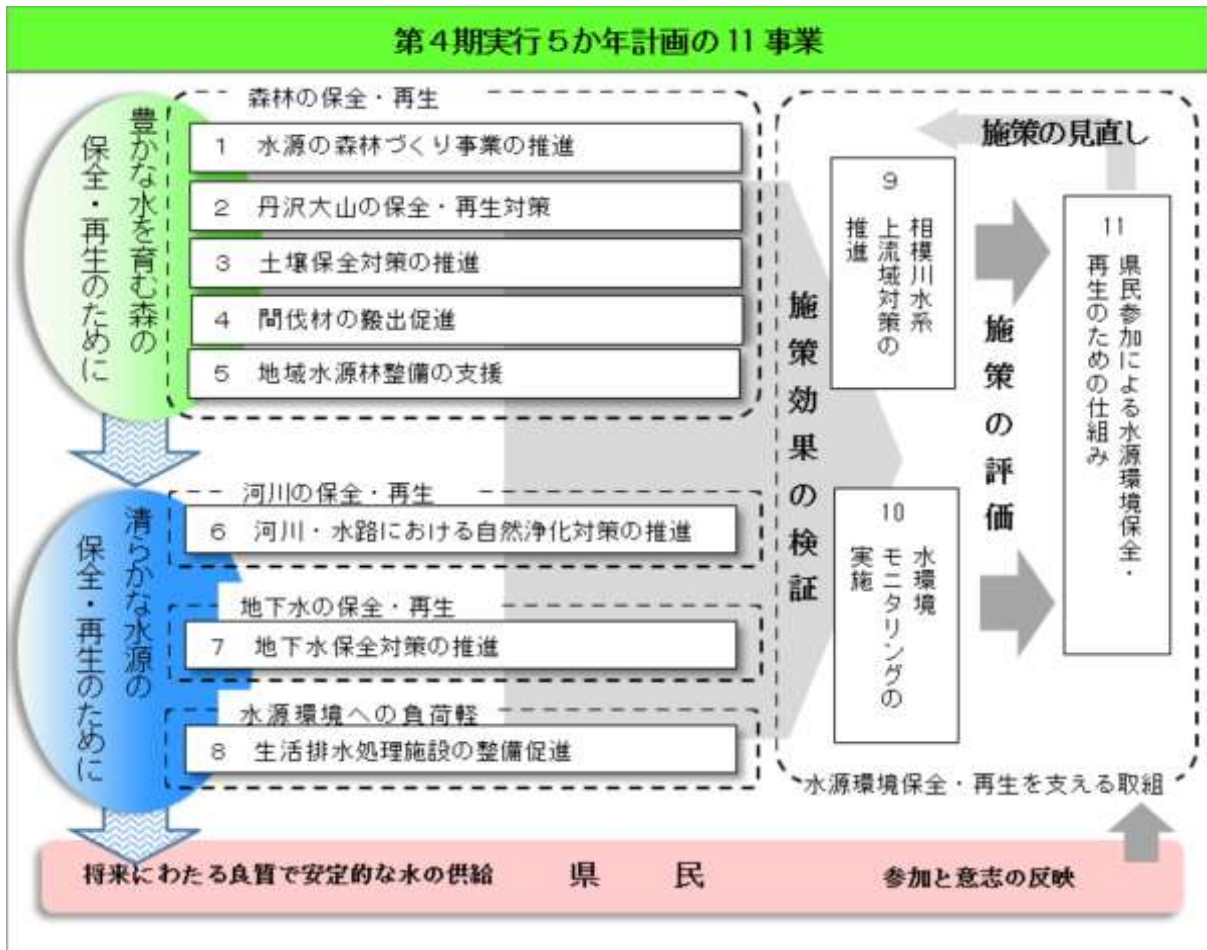 第４期実行５か年計画の11事業
豊かな水を育む森の
保全・再生のために
森林の保全・再生
1 水源の森林づくり事業の推進
2 丹沢大山の保全・再生対策
3 土壌保全対策の推進
4 間伐材の搬出促進
5 地域水源林整備の支援
清らかな水源の
保全・再生のために
河川の保全・再生
6 河川・水路における自然浄化対策の推進
地下水の保全・再生
7 地下水保全対策の推進
水源環境への負荷軽
8 生活排水処理施設の整備促進
施策効果の検証
9
相模川水系
上流域対策の
推進
10
水環境
モニタリングの
実施
施策の評価
施策の見直し
11
県民参加による水源環境保全・
再生のための仕組み
水源環境保全・再生を支える取組
将来にわたる良質で安定的な水の供給
県民
参加と意志の反映